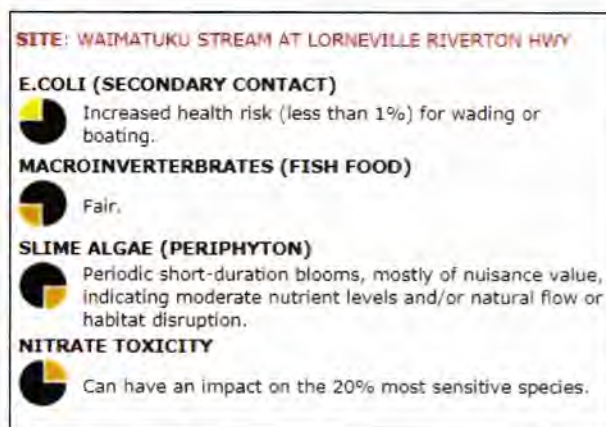 SITE: WAIMATUKU STREAM AT LORNEVILLE RIVERTON HWY
E.COLI (SECONDARY CONTACT)
Increased health risk (less than 1%) for wading or
boating.
MACROINVERTERBRATES (FISH FOOD)
Fair.
SLIME ALGAE (PERIPHYTON)
Periodic short-duration blooms, mostly of nuisance value,
indicating moderate nutrient levels and/or natural flow or
habitat disruption.
NITRATE TOXICITY
Can have an impact on the 20% most sensitive species.